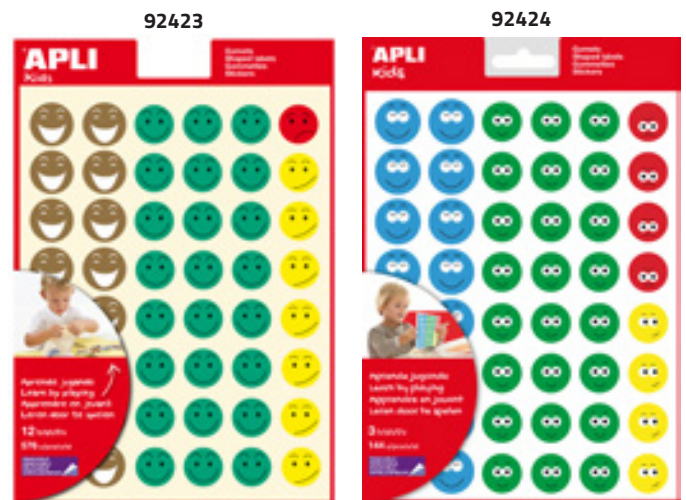 92423
APLI
Kids
Gomets
Shaped labels
Gommettes
Stickers
Aprende jugando
Learn by playing
Apprendre en jouant
Leren door te spelen
12
576
92424
APLI
Kids
Gomets
Shaped labels
Gommettes
Stickers
Aprende jugando
Learn by playing
Apprendre en jouant
Leren door te spelen
3
144